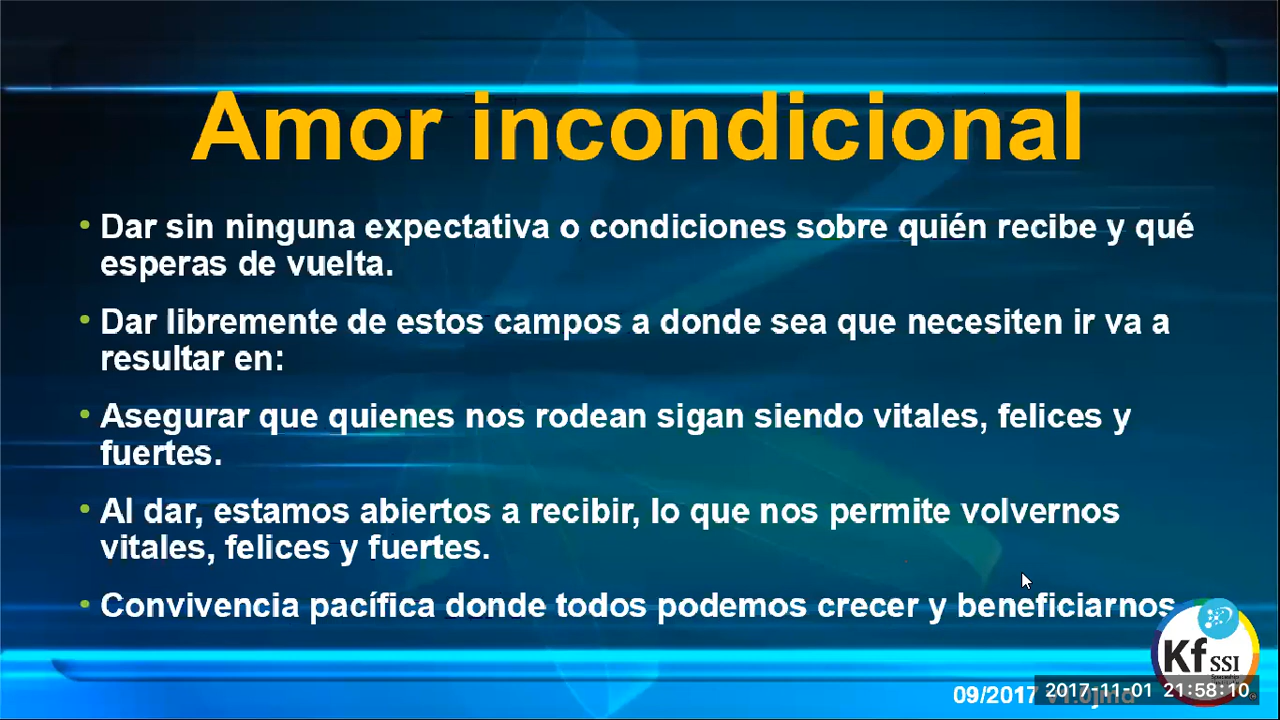 Amor incondicional
• Dar sin ninguna expectativa o condiciones sobre quién recibe y qué
esperas de vuelta.
• Dar libremente de estos campos a donde sea que necesiten ir va a
resultar en:
• Asegurar que quienes nos rodean sigan siendo vitales, felices y
fuertes.
• Al dar, estamos abiertos a recibir, lo que nos permite volvernos
vitales, felices y fuertes.
• Convivencia pacífica donde todos podemos crecer y beneficiarnos
Kf SSI
09/2017
2017-11-01 21:58:10